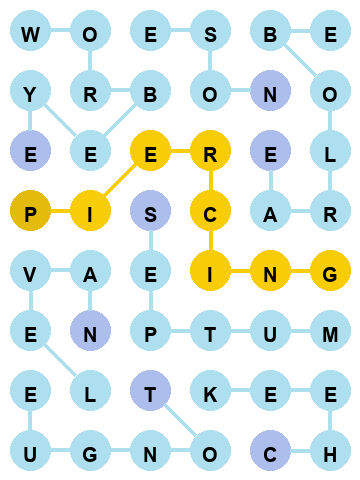 W O E S B E
Y R B O N O
E E E R E L
P I S C A R
V A E I N G
E N P T U M
E L T K E E
U G N O C H